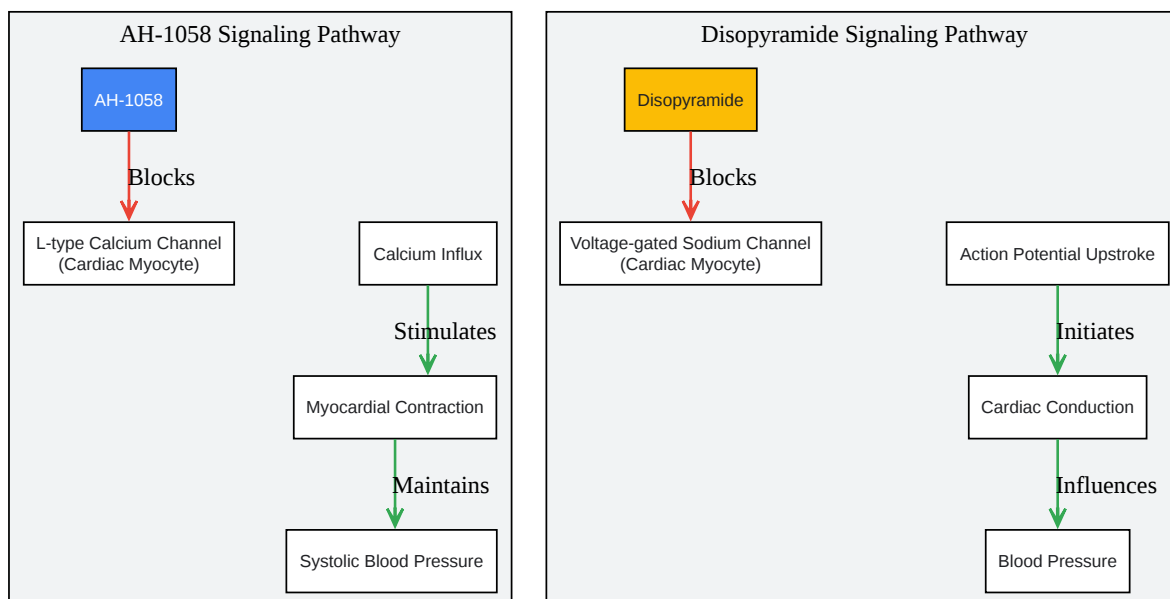 AH-1058 Signaling Pathway
AH-1058
Blocks
L-type Calcium Channel
(Cardiac Myocyte)
Calcium Influx
Stimulates
Myocardial Contraction
Maintains
Systolic Blood Pressure
Disopyramide Signaling Pathway
Disopyramide
Blocks
Voltage-gated Sodium Channel
(Cardiac Myocyte)
Action Potential Upstroke
Initiates
Cardiac Conduction
Influences
Blood Pressure